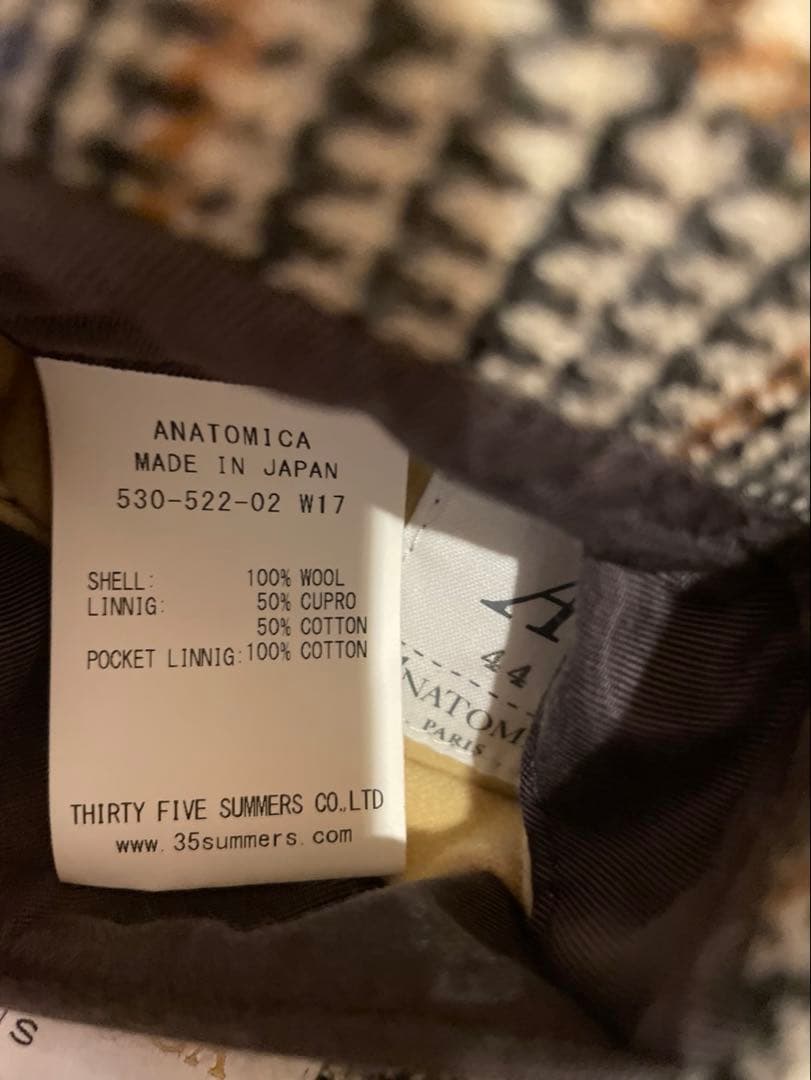 ANATOMICA
MADE IN JAPAN
530-522-02 W17
SHELL: 100% WOOL
LINNIG: 50% CUPRO
50% COTTON
POCKET LINNIG: 100% COTTON
THIRTY FIVE SUMMERS CO.,LTD
www.35summers.com
A
44
ANATOM
PARIS